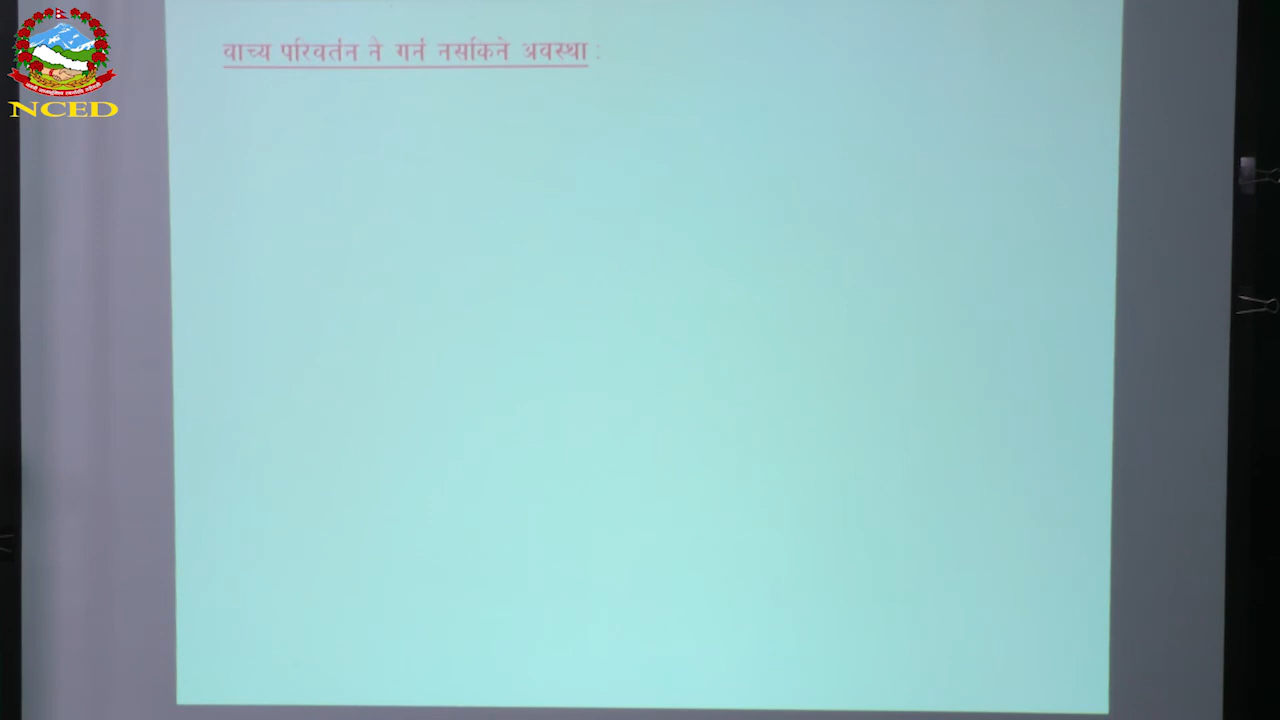 NCED
वाच्य परिवर्तन नै गर्न नसकिने अवस्था :